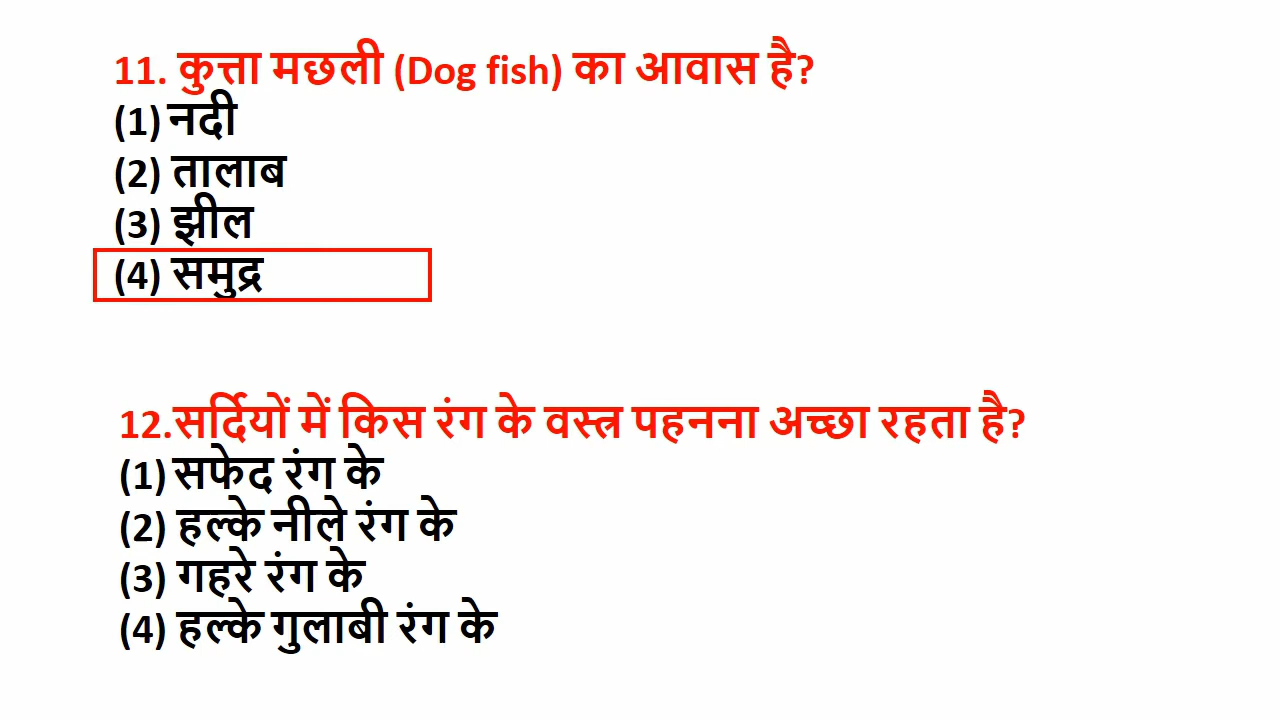 11. कुत्ता मछली (Dog fish) का आवास है?
(1) नदी
(2) तालाब
(3) झील
(4) समुद्र
12.सर्दियों में किस रंग के वस्त्र पहनना अच्छा रहता है?
(1) सफेद रंग के
(2) हल्के नीले रंग के
(3) गहरे रंग के
(4) हल्के गुलाबी रंग के